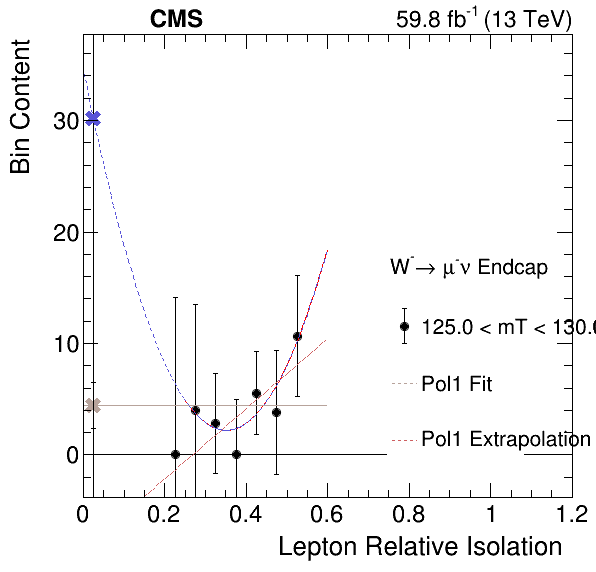 CMS
59.8 fb⁻¹ (13 TeV)
Bin Content
30
20
10
0
W⁻→ μ⁻ν Endcap
125.0 < mT < 130.0
Pol1 Fit
Pol1 Extrapolation
0 0.2 0.4 0.6 0.8 1 1.2
Lepton Relative Isolation